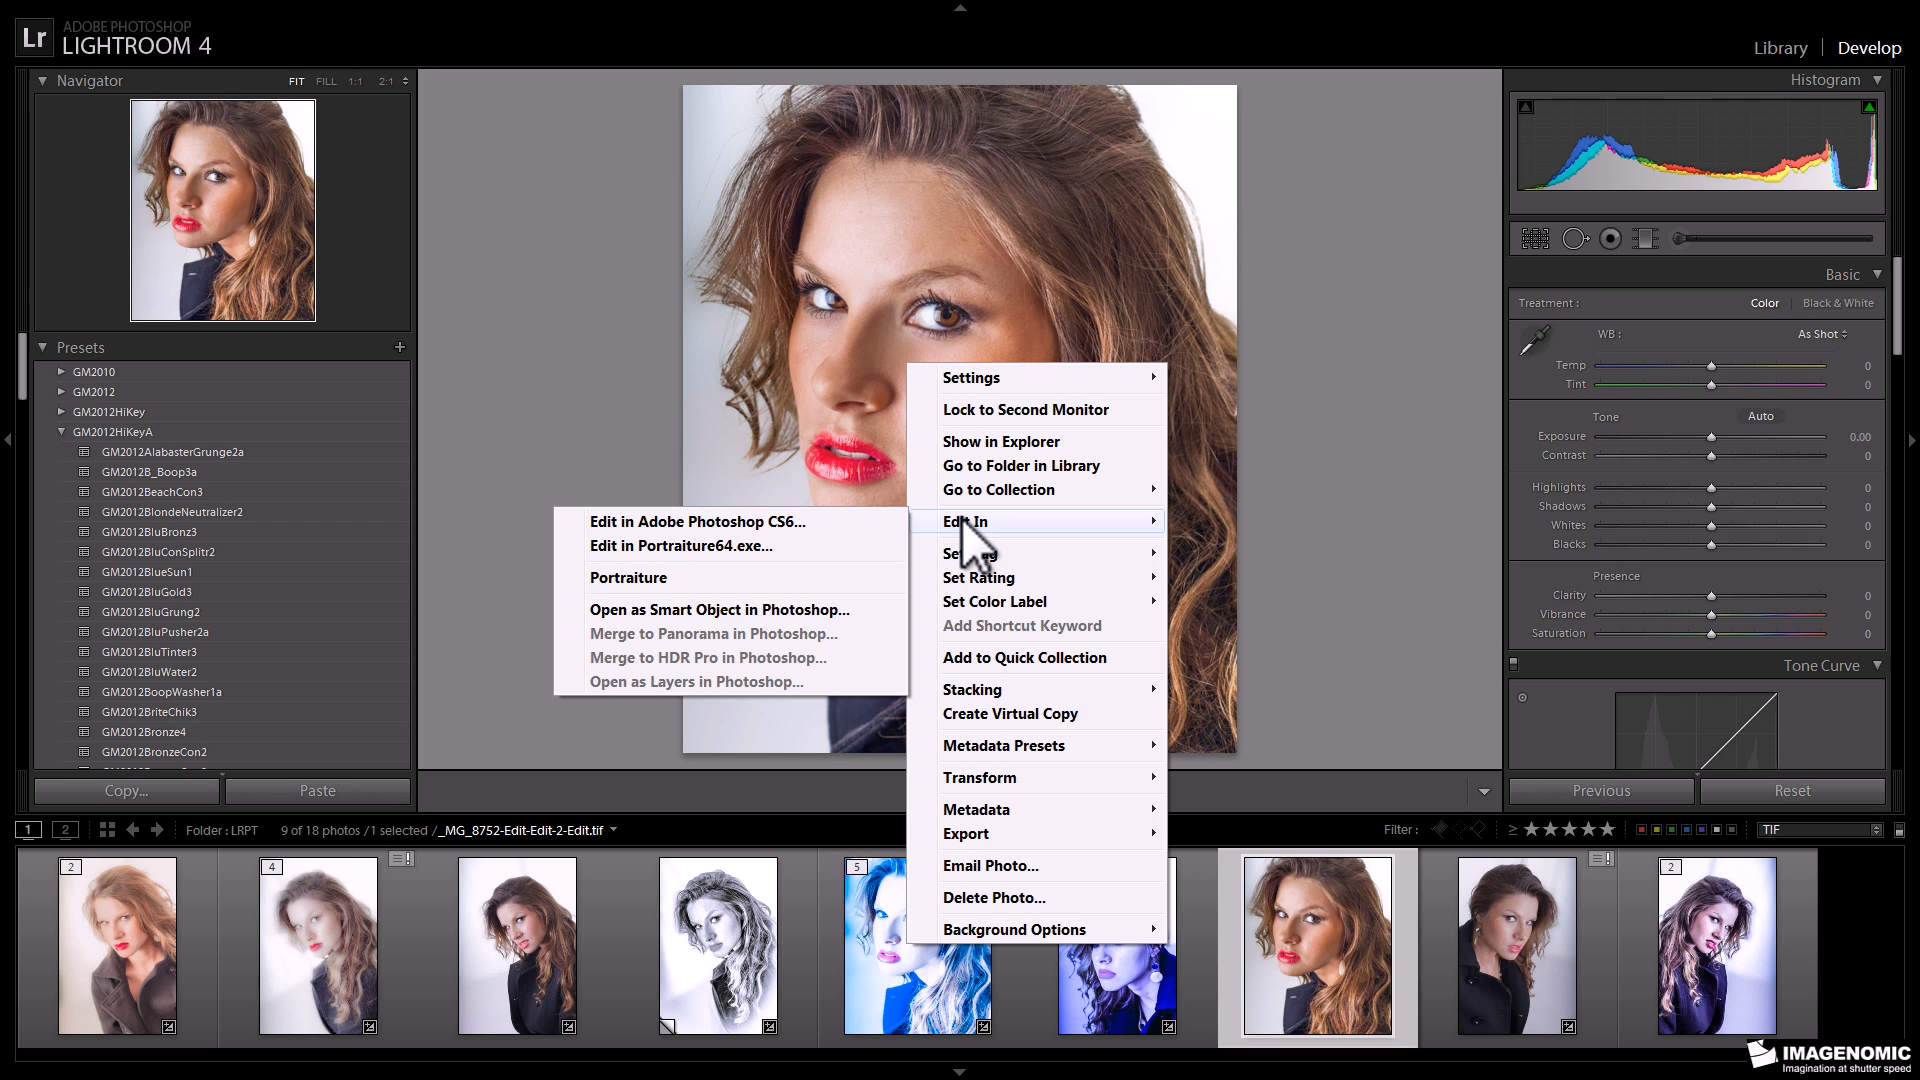 Lr
ADOBE PHOTOSHOP
LIGHTROOM 4
Library
Develop
Navigator
FIT FILL 1:1 2:1
Presets
GM2010
GM2012
GM2012HiKey
GM2012HiKeyA
GM2012AlabasterGrunge2a
GM2012B_Boop3a
GM2012BeachCon3
GM2012BlondeNeutralizer2
GM2012BluBronz3
GM2012BluConSplitr2
GM2012BlueSun1
GM2012BluGold3
GM2012BluGrung2
GM2012BluPusher2a
GM2012BluTinter3
GM2012BluWater2
GM2012BoopWasher1a
GM2012BriteChik3
GM2012Bronze4
GM2012BronzeCon2
Copy...
Paste
Settings
Lock to Second Monitor
Show in Explorer
Go to Folder in Library
Go to Collection
Edit In
Set Rating
Set Color Label
Add Shortcut Keyword
Add to Quick Collection
Stacking
Create Virtual Copy
Metadata Presets
Transform
Metadata
Export
Email Photo...
Delete Photo...
Background Options
Edit in Adobe Photoshop CS6...
Edit in Portraiture64.exe...
Portraiture
Open as Smart Object in Photoshop...
Merge to Panorama in Photoshop...
Merge to HDR Pro in Photoshop...
Open as Layers in Photoshop...
Histogram
Basic
Treatment : Color Black & White
WB : As Shot
Temp 0
Tint 0
Tone Auto
Exposure 0.00
Contrast 0
Highlights 0
Shadows 0
Whites 0
Blacks 0
Presence
Clarity 0
Vibrance 0
Saturation 0
Tone Curve
Previous
Reset
1 2 Folder : LRPT 9 of 18 photos /1 selected /_MG_8752-Edit-Edit-2-Edit.tif
Filter : ≥ ★★★★★ TIF
2
4
5
2
IMAGENOMIC
Imagination at shutter speed